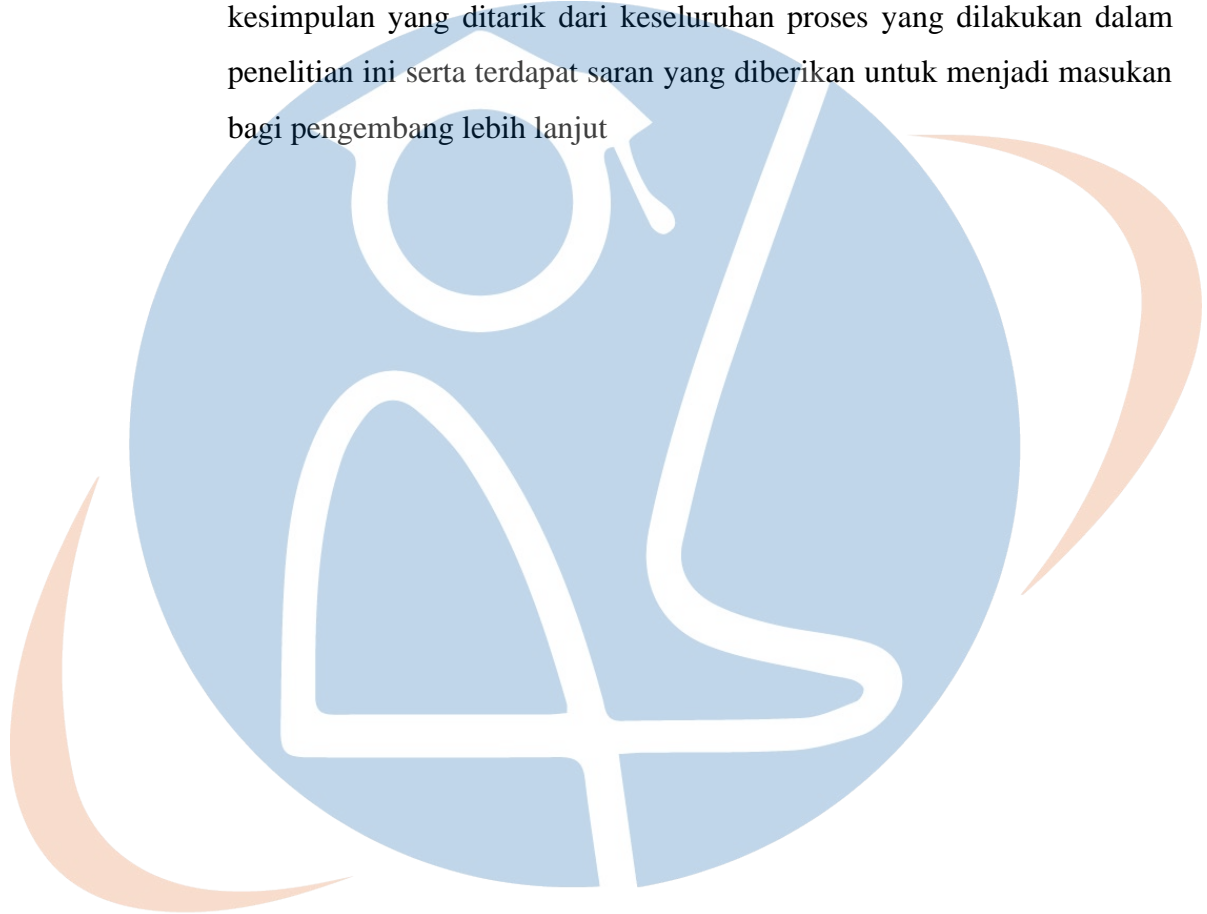 kesimpulan yang ditarik dari keseluruhan proses yang dilakukan dalam
penelitian ini serta terdapat saran yang diberikan untuk menjadi masukan
bagi pengembang lebih lanjut